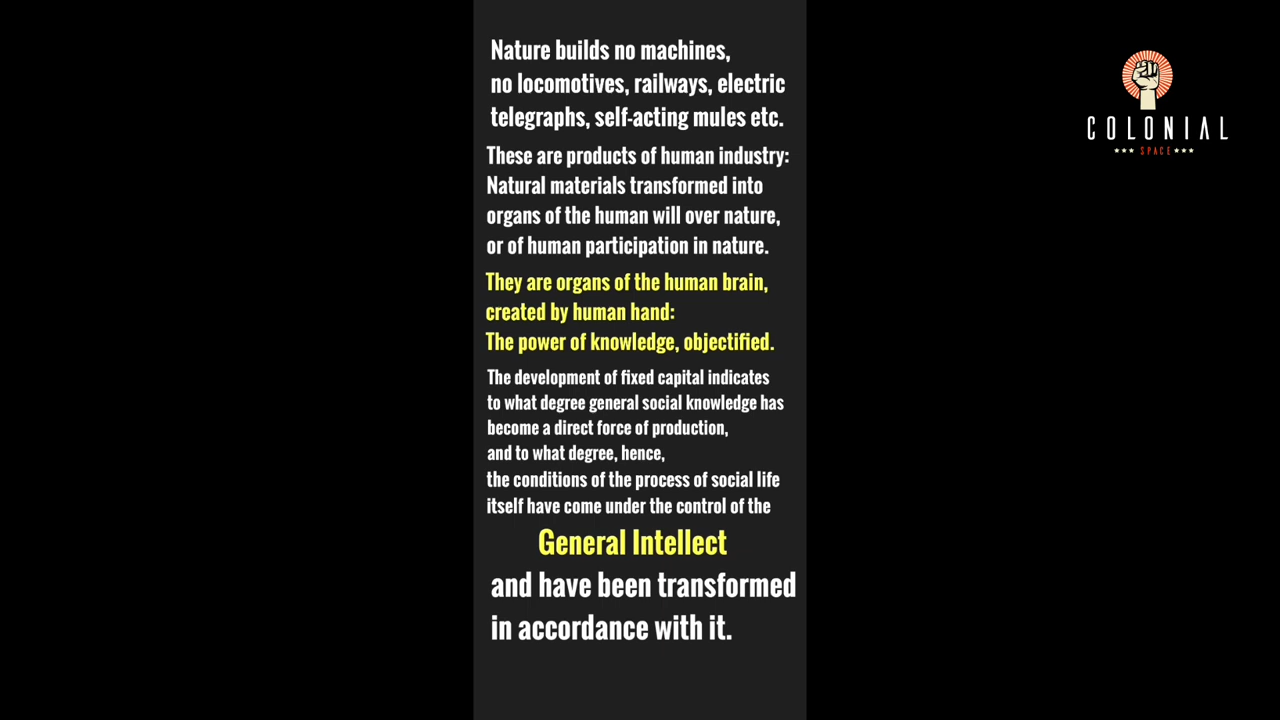 Nature builds no machines,
no locomotives, railways, electric
telegraphs, self-acting mules etc.
These are products of human industry:
Natural materials transformed into
organs of the human will over nature,
or of human participation in nature.
They are organs of the human brain,
created by human hand:
The power of knowledge, objectified.
The development of fixed capital indicates
to what degree general social knowledge has
become a direct force of production,
and to what degree, hence,
the conditions of the process of social life
itself have come under the control of the
General Intellect
and have been transformed
in accordance with it.
COLONIAL
SPACE